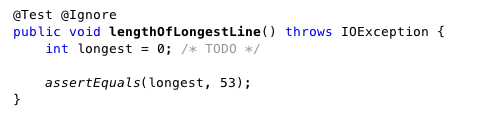 @Test @Ignore
public void lengthOfLongestLine() throws IOException {
    int longest = 0; /* TODO */
    assertEquals(longest, 53);
}